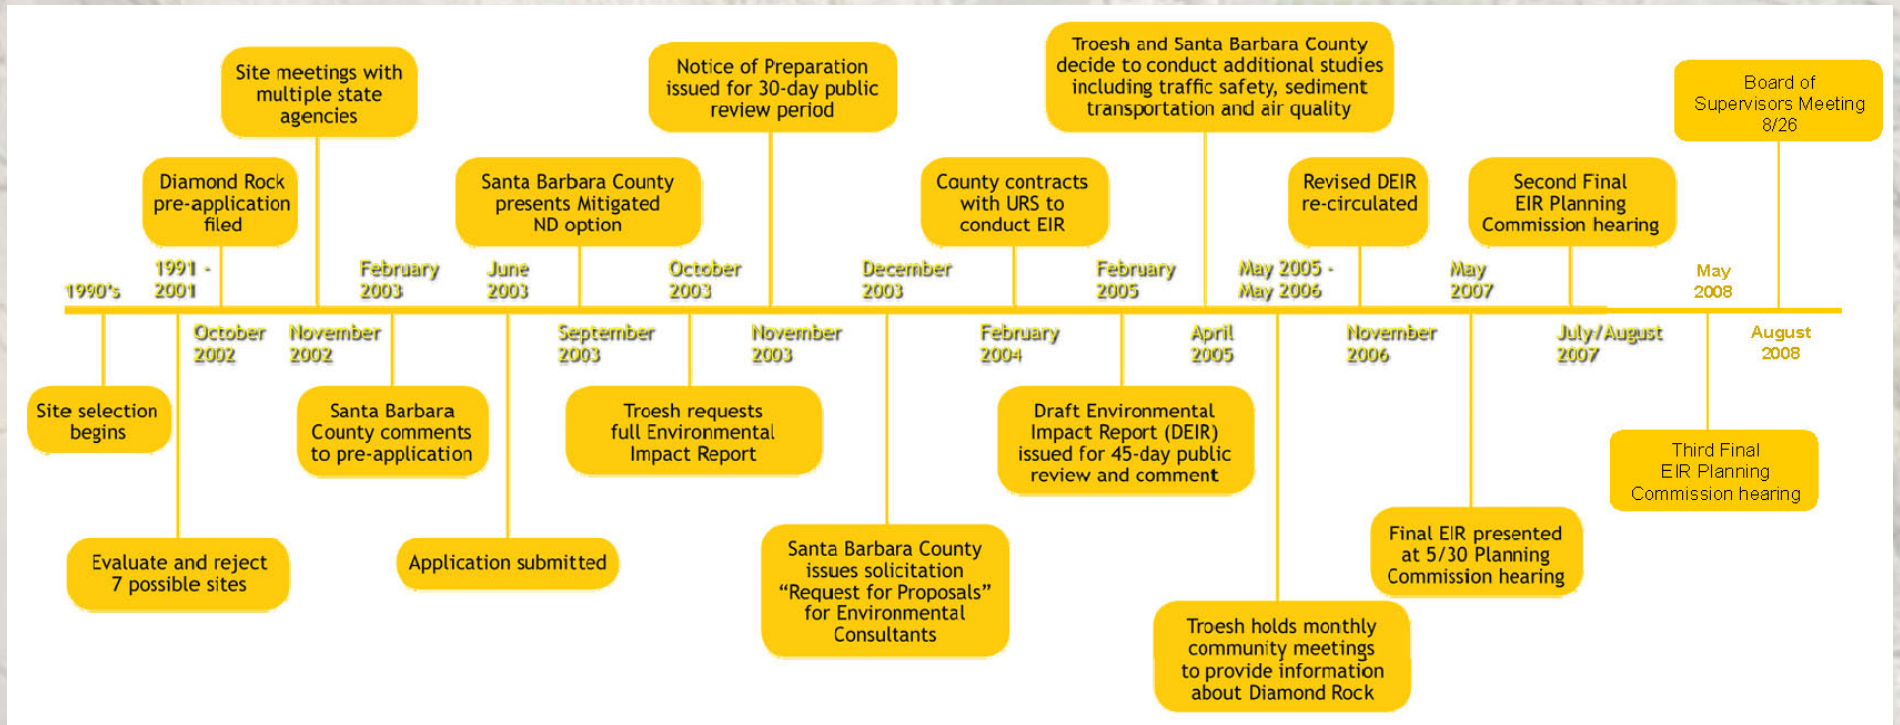 Troesh and Santa Barbara County
decide to conduct additional studies
including traffic safety, sediment
transportation and air quality
Site meetings with
multiple state
agencies
Notice of Preparation
issued for 30-day public
review period
Board of
Supervisors Meeting
8/26
Diamond Rock
pre-application
filed
Santa Barbara County
presents Mitigated
ND option
County contracts
with URS to
conduct EIR
Revised DEIR
re-circulated
Second Final
EIR Planning
Commission hearing
1990's
1991 -
2001
February
2003
June
2003
October
2003
December
2003
February
2005
May 2005 -
May 2006
May
2007
May
2008
October
2002
November
2002
September
2003
November
2003
February
2004
April
2005
November
2006
July/August
2007
August
2008
Site selection
begins
Santa Barbara
County comments
to pre-application
Troesh requests
full Environmental
Impact Report
Draft Environmental
Impact Report (DEIR)
issued for 45-day public
review and comment
Third Final
EIR Planning
Commission hearing
Evaluate and reject
7 possible sites
Application submitted
Santa Barbara County
issues solicitation
“Request for Proposals”
for Environmental
Consultants
Final EIR presented
at 5/30 Planning
Commission hearing
Troesh holds monthly
community meetings
to provide information
about Diamond Rock